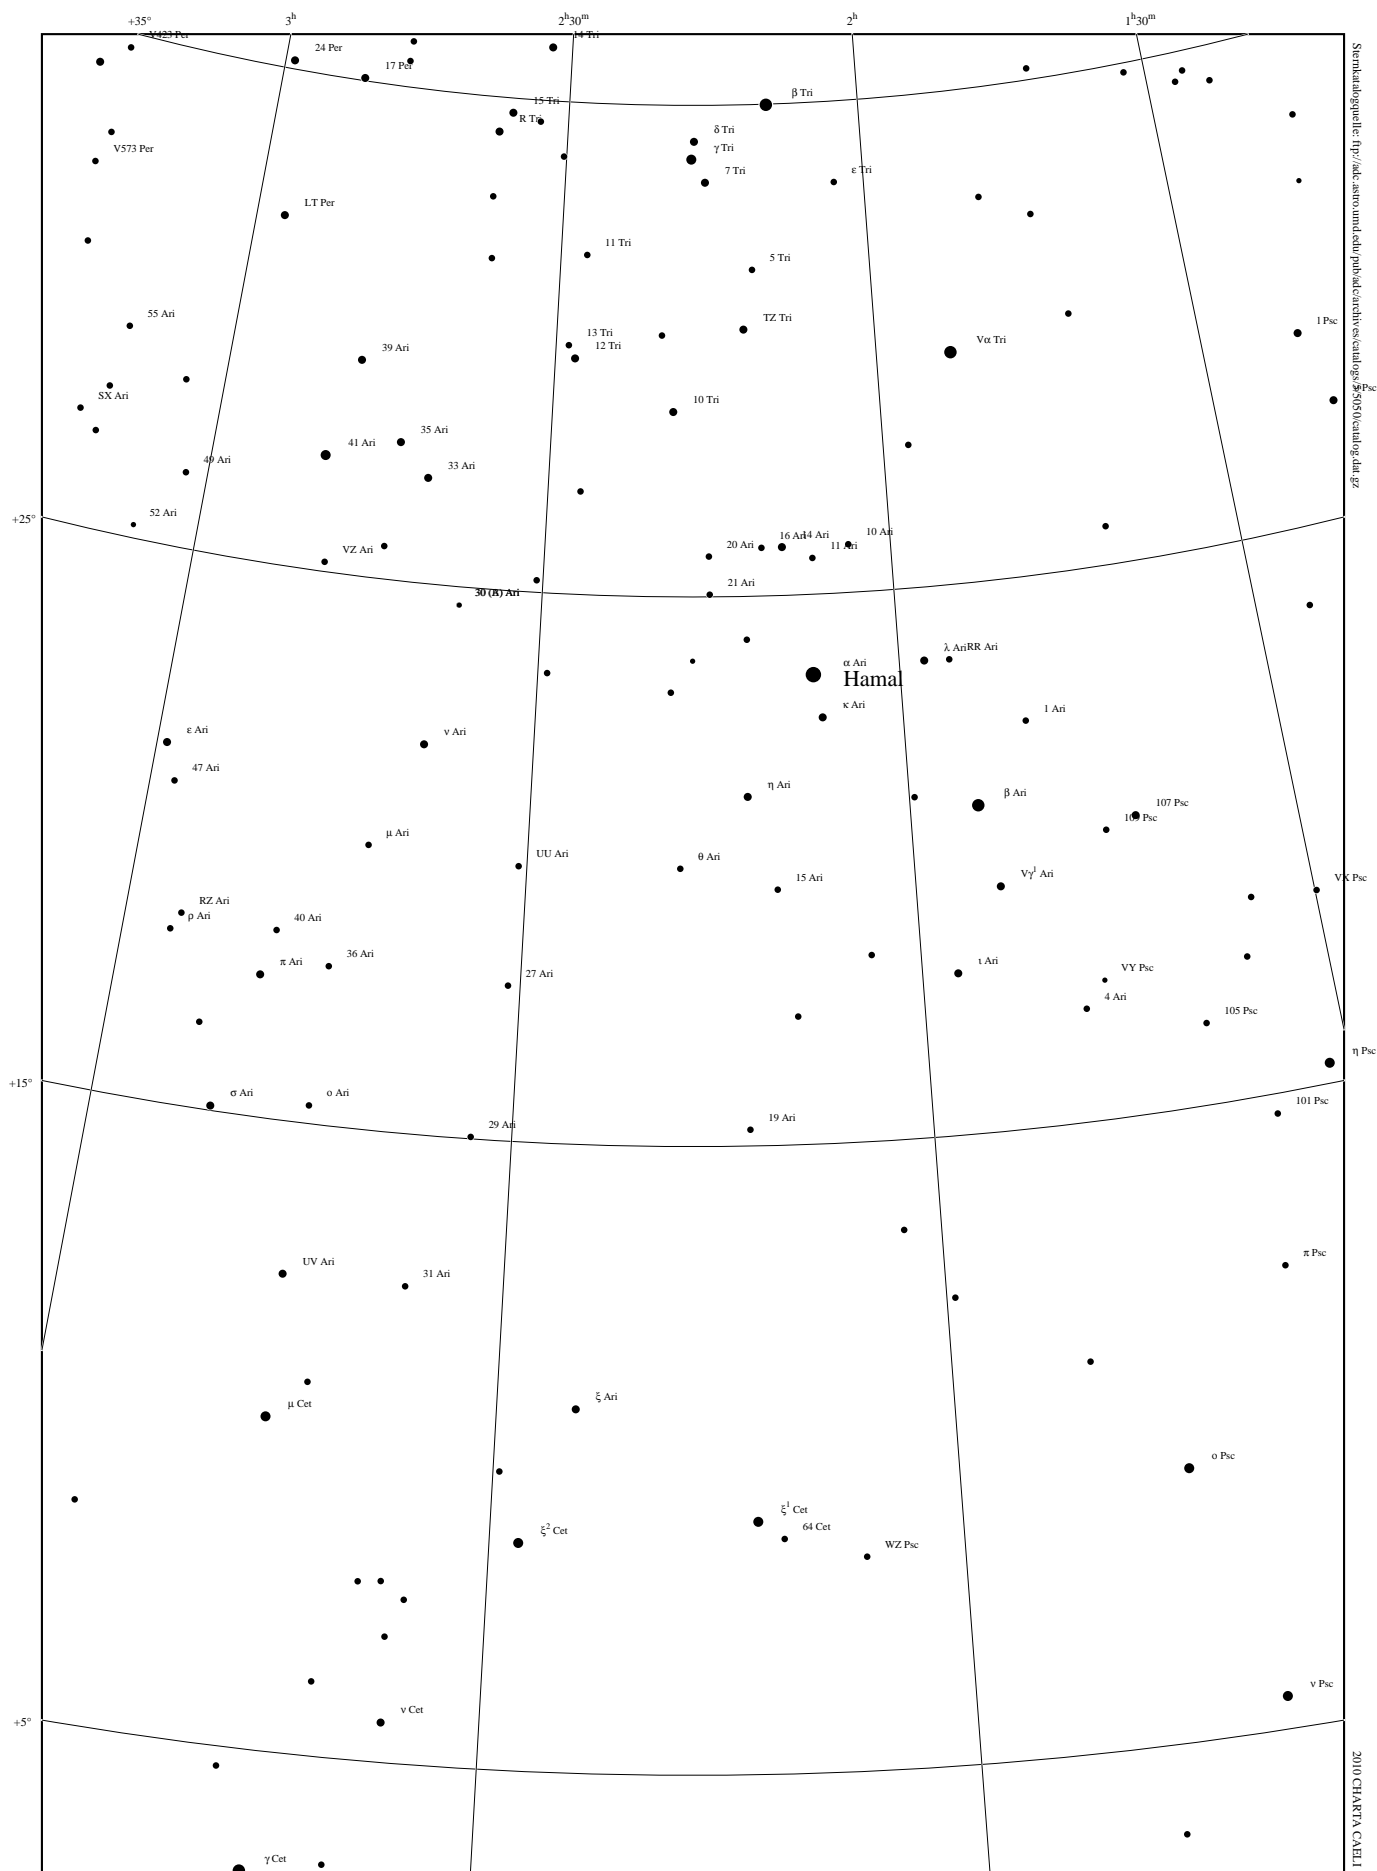 +35°
3h
2h30m
2h
1h30m
V423 Per
24 Per
14 Tri
17 Per
β Tri
15 Tri
R Tri
δ Tri
V573 Per
γ Tri
7 Tri
ε Tri
LT Per
11 Tri
5 Tri
55 Ari
TZ Tri
1 Psc
13 Tri
Vα Tri
39 Ari
12 Tri
SX Ari
10 Tri
35 Ari
41 Ari
49 Ari
33 Ari
52 Ari
+25°
16 Ari
14 Ari
10 Ari
20 Ari
11 Ari
VZ Ari
21 Ari
λ Ari
RR Ari
α Ari
Hamal
κ Ari
1 Ari
ε Ari
ν Ari
47 Ari
η Ari
β Ari
107 Psc
109 Psc
μ Ari
UU Ari
θ Ari
15 Ari
Vγ1 Ari
VX Psc
RZ Ari
ρ Ari
40 Ari
36 Ari
π Ari
27 Ari
ι Ari
VY Psc
4 Ari
105 Psc
η Psc
+15°
σ Ari
ο Ari
101 Psc
29 Ari
19 Ari
π Psc
UV Ari
31 Ari
μ Cet
ξ Ari
ο Psc
ξ1 Cet
ξ2 Cet
64 Cet
WZ Psc
ν Psc
ν Cet
+5°
γ Cet
2010 CHARTA CAELI
Sternkatalogquelle: ftp://adc.astro.umd.edu/pub/adc/archives/catalogs/5/5050/catalog.dat.gz